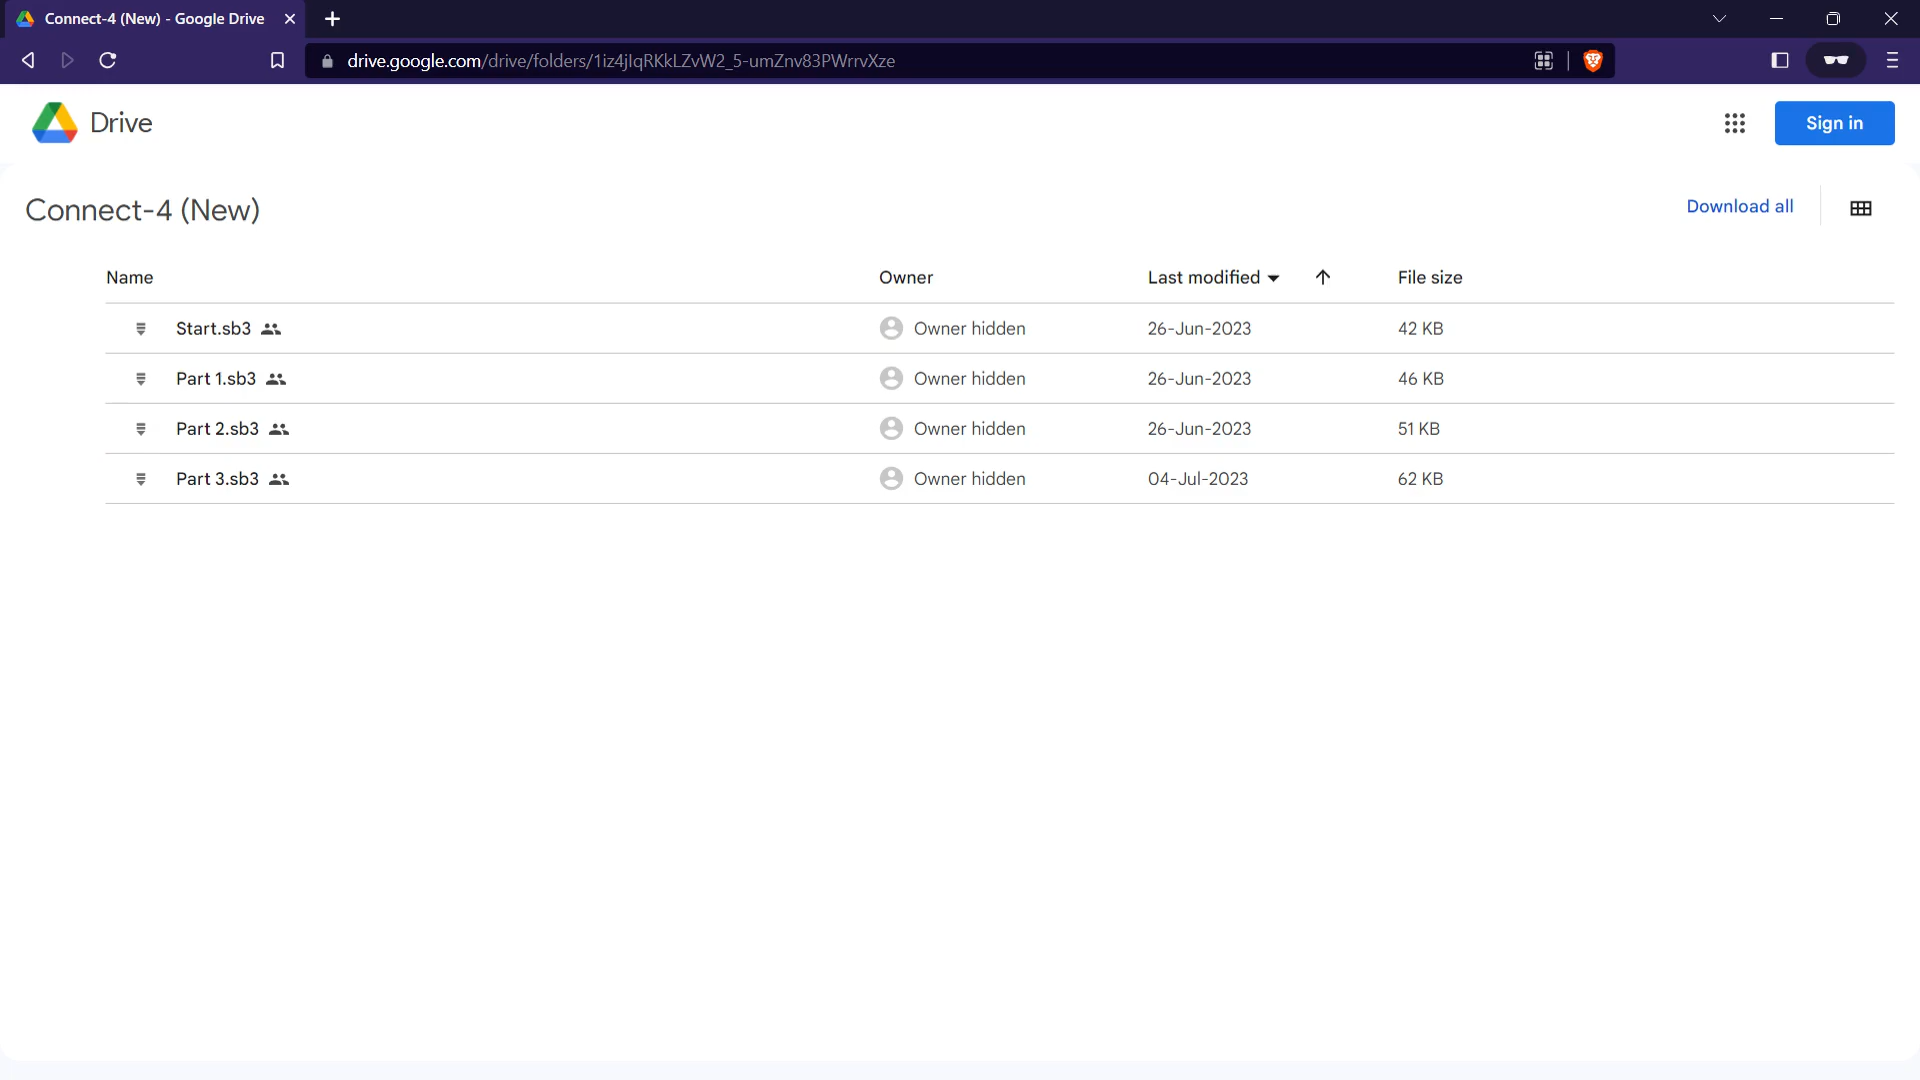 Connect-4 (New) - Google Drive
drive.google.com/drive/folders/1iz4jIqRKkLZvW2_5-umZnv83PWrrvXze
Drive
Sign in
Connect-4 (New)
Download all
Name Owner Last modified File size
Start.sb3 Owner hidden 26-Jun-2023 42 KB
Part 1.sb3 Owner hidden 26-Jun-2023 46 KB
Part 2.sb3 Owner hidden 26-Jun-2023 51 KB
Part 3.sb3 Owner hidden 04-Jul-2023 62 KB